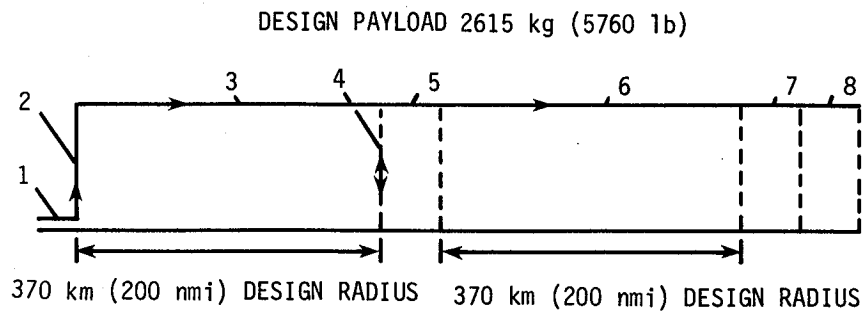 DESIGN PAYLOAD 2615 kg (5760 lb)
3 4 5 6 7 8
2
1
370 km (200 nmi) DESIGN RADIUS 370 km (200 nmi) DESIGN RADIUS